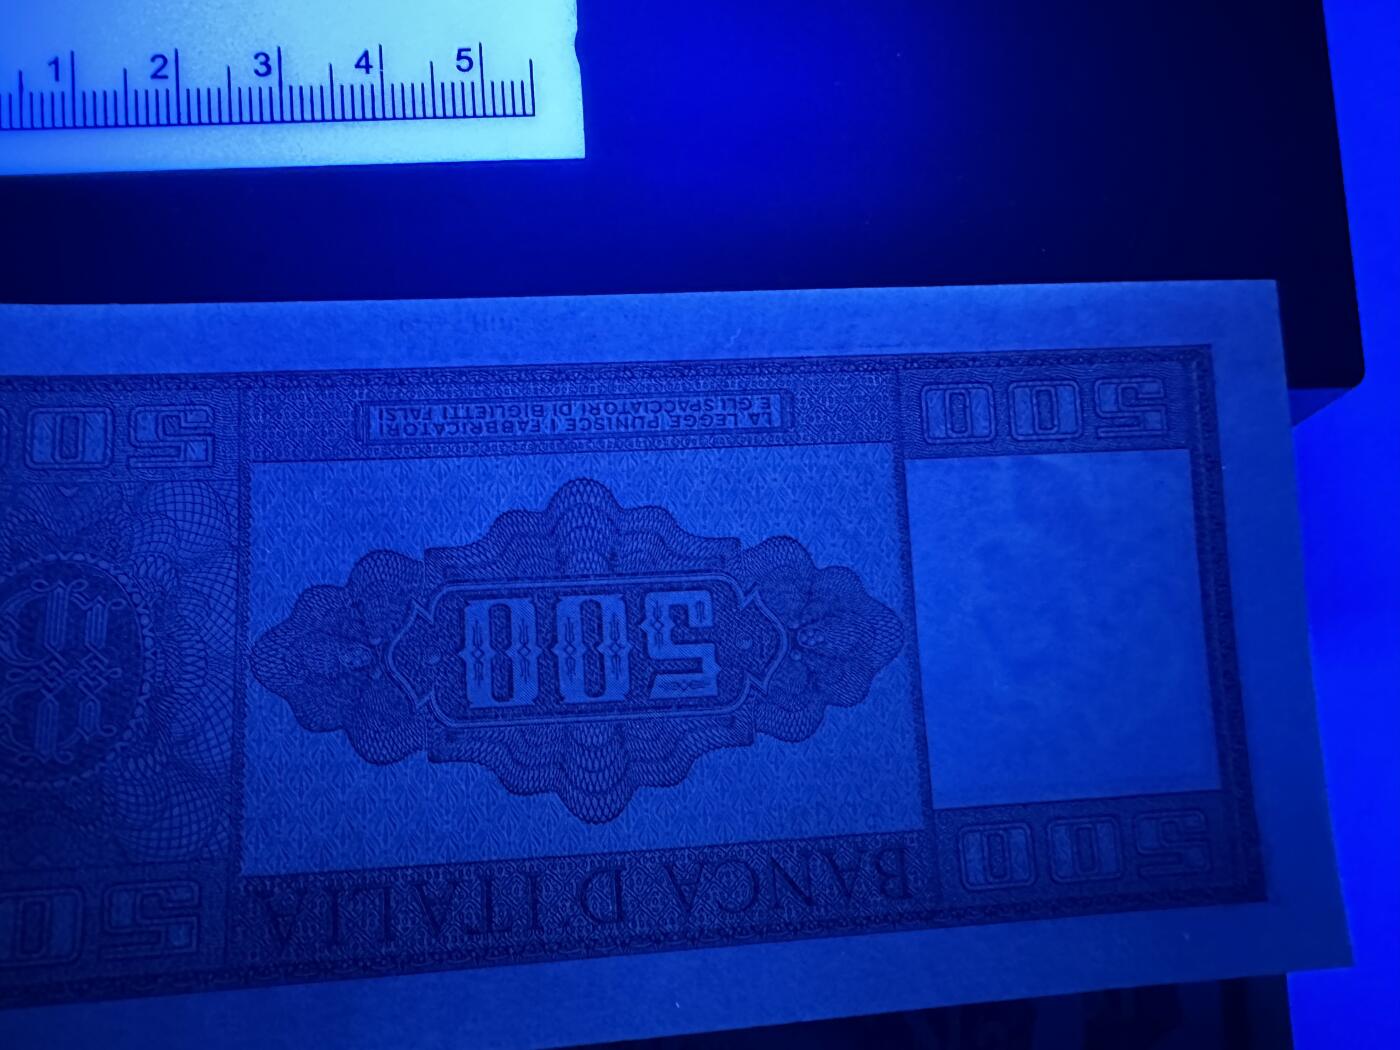 1 2 3 4 5
500 500
LA LEGGE PUNISCE I FABBRICATORI
E GLI SPACCIATORI DI BIGLIETTI FALSI
500
BANCA D'ITALIA
500 500